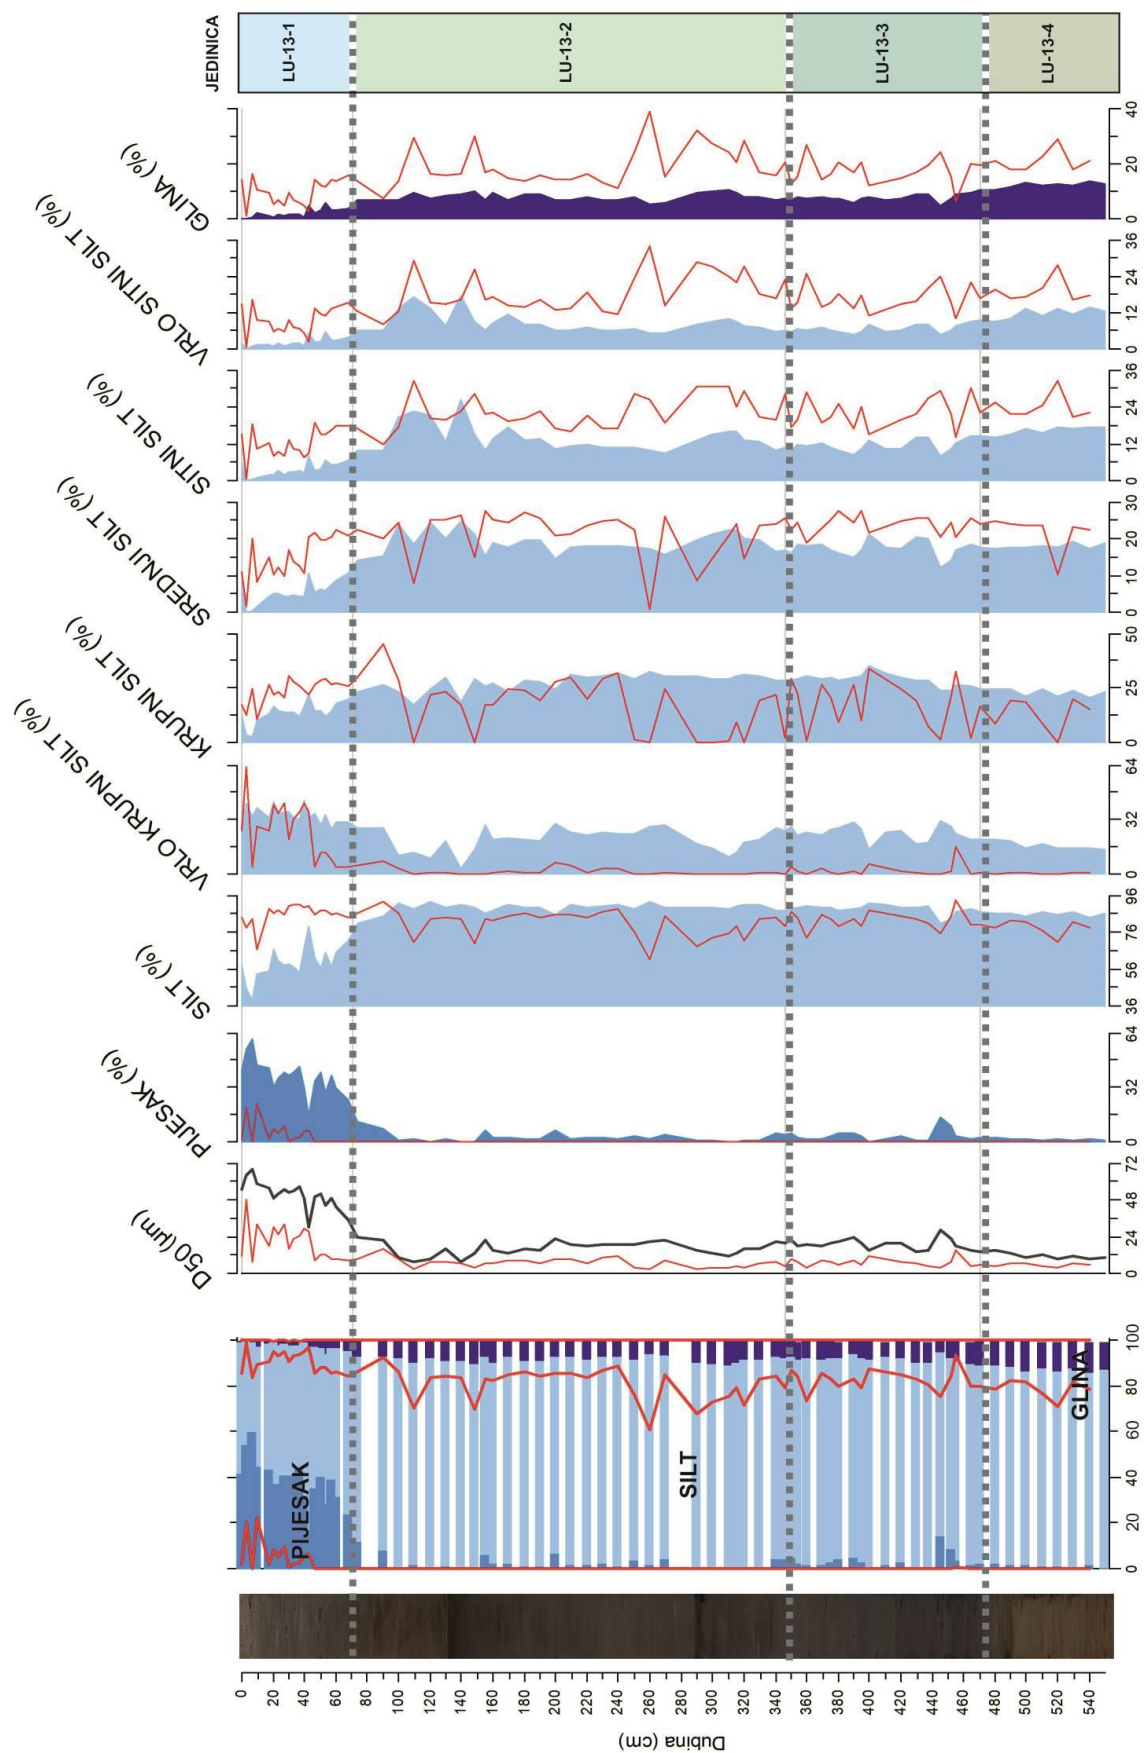 JEDINICA
LU-13-1
LU-13-2
LU-13-3
LU-13-4
GLINA (%)
0 20 40
VRLO SITNI SILT (%)
0 12 24 36
SITNI SILT (%)
0 12 24 36
SREDNJI SILT (%)
0 10 20 30
KRUPNI SILT (%)
0 25 50
VRLO KRUPNI SILT (%)
0 32 64
SILT (%)
36 56 66 76 96
PIJESAK (%)
0 32 64
D50 (µm)
0 24 48 72
PIJESAK
SILT
GLINA
0 20 40 60 80 100
0 20 40 60 80 100 120 140 160 180 200 220 240 260 280 300 320 340 360 380 400 420 440 460 480 500 520 540
Dubina (cm)